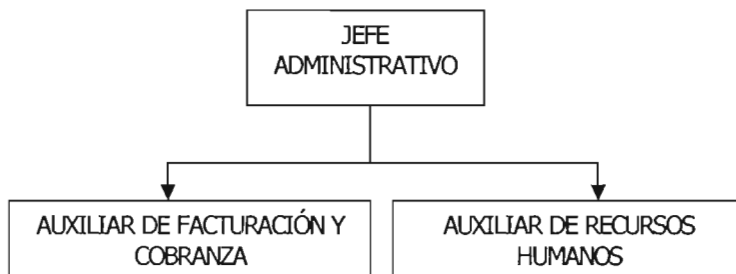 JEFE
ADMINISTRATIVO
AUXILIAR DE FACTURACIÓN Y
COBRANZA
AUXILIAR DE RECURSOS
HUMANOS